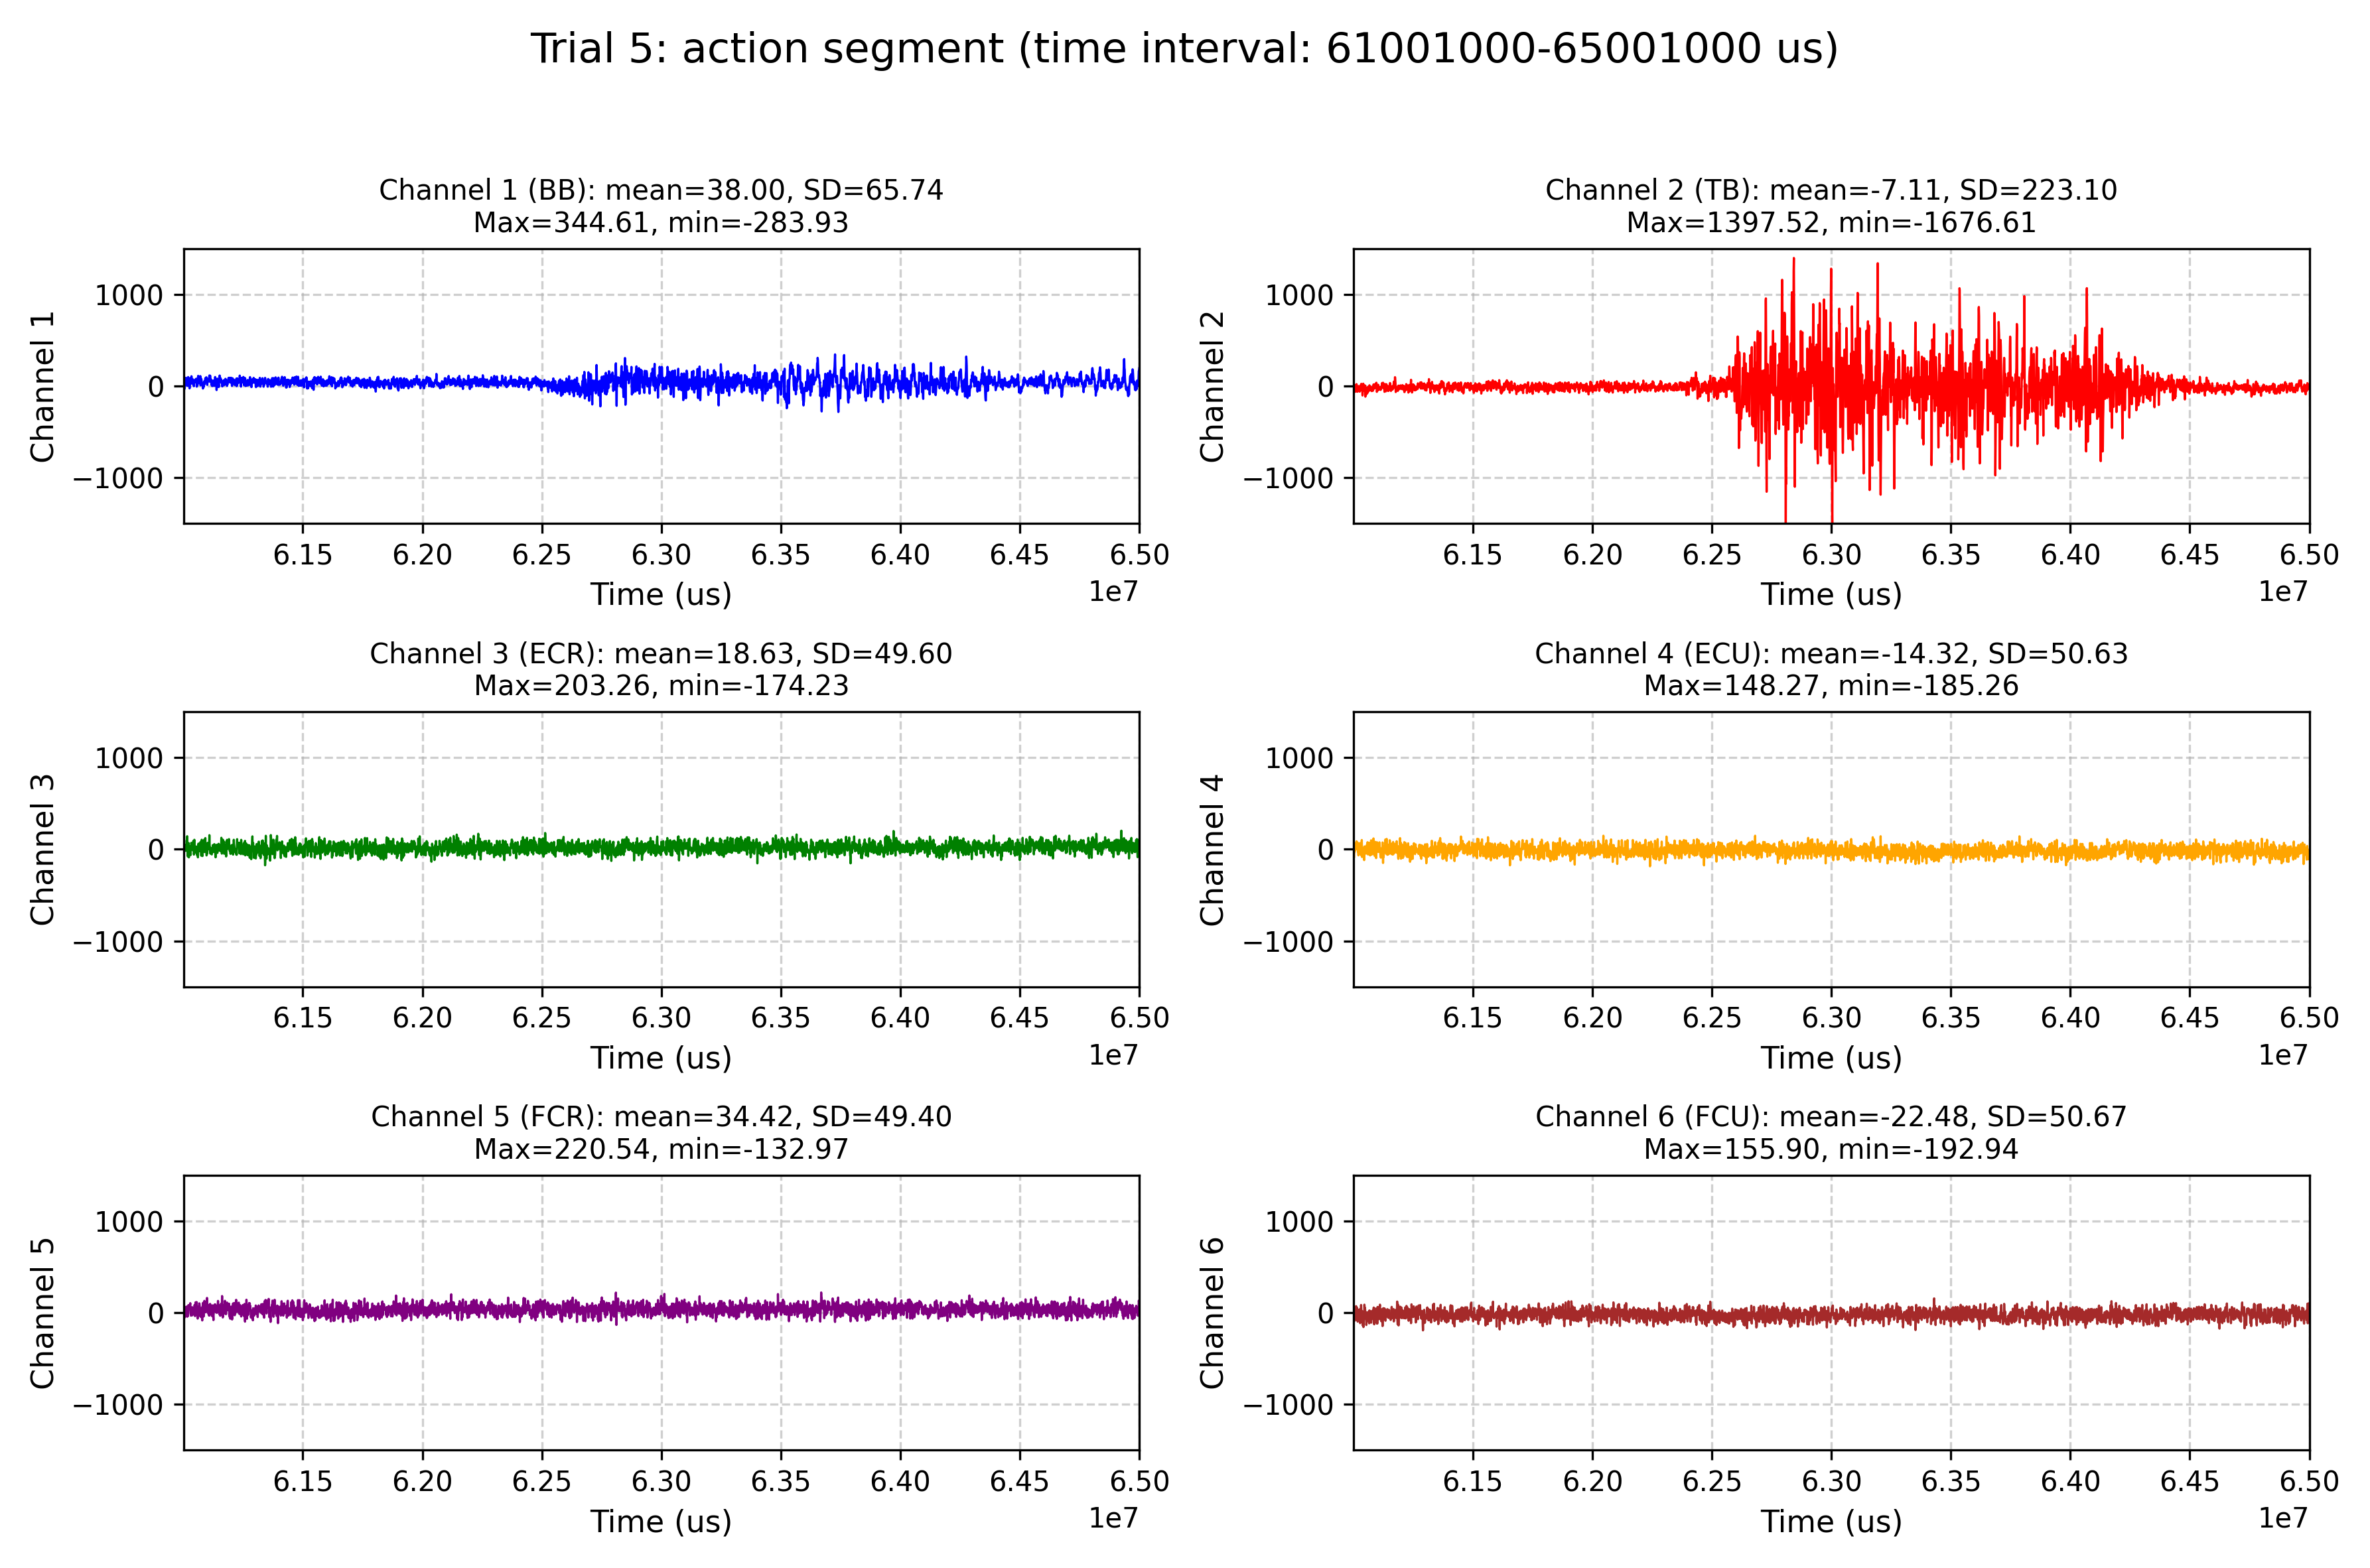 Trial 5: action segment (time interval: 61001000-65001000 us)
Channel 1 (BB): mean=38.00, SD=65.74
Max=344.61, min=-283.93
Channel 1
1000
0
−1000
6.15 6.20 6.25 6.30 6.35 6.40 6.45 6.50
Time (us)
1e7
Channel 2 (TB): mean=-7.11, SD=223.10
Max=1397.52, min=-1676.61
Channel 2
1000
0
−1000
6.15 6.20 6.25 6.30 6.35 6.40 6.45 6.50
Time (us)
1e7
Channel 3 (ECR): mean=18.63, SD=49.60
Max=203.26, min=-174.23
Channel 3
1000
0
−1000
6.15 6.20 6.25 6.30 6.35 6.40 6.45 6.50
Time (us)
1e7
Channel 4 (ECU): mean=-14.32, SD=50.63
Max=148.27, min=-185.26
Channel 4
1000
0
−1000
6.15 6.20 6.25 6.30 6.35 6.40 6.45 6.50
Time (us)
1e7
Channel 5 (FCR): mean=34.42, SD=49.40
Max=220.54, min=-132.97
Channel 5
1000
0
−1000
6.15 6.20 6.25 6.30 6.35 6.40 6.45 6.50
Time (us)
1e7
Channel 6 (FCU): mean=-22.48, SD=50.67
Max=155.90, min=-192.94
Channel 6
1000
0
−1000
6.15 6.20 6.25 6.30 6.35 6.40 6.45 6.50
Time (us)
1e7